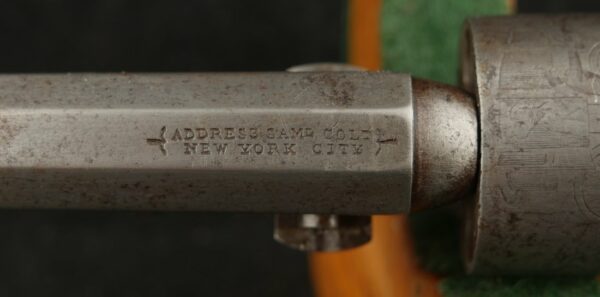 ADDRESS SAML COLT
NEW YORK CITY